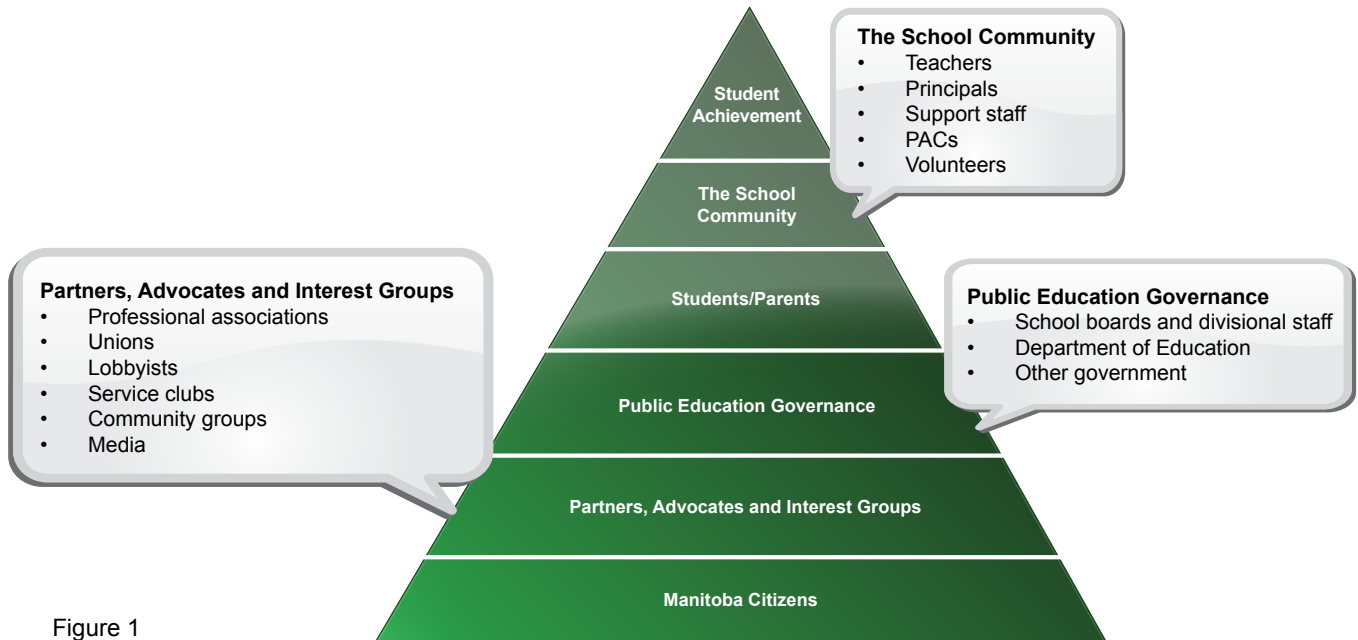 The School Community
• Teachers
• Principals
• Support staff
• PACs
• Volunteers
Student
Achievement
The School
Community
Partners, Advocates and Interest Groups
• Professional associations
• Unions
• Lobbyists
• Service clubs
• Community groups
• Media
Students/Parents
Public Education Governance
• School boards and divisional staff
• Department of Education
• Other government
Public Education Governance
Partners, Advocates and Interest Groups
Manitoba Citizens
Figure 1